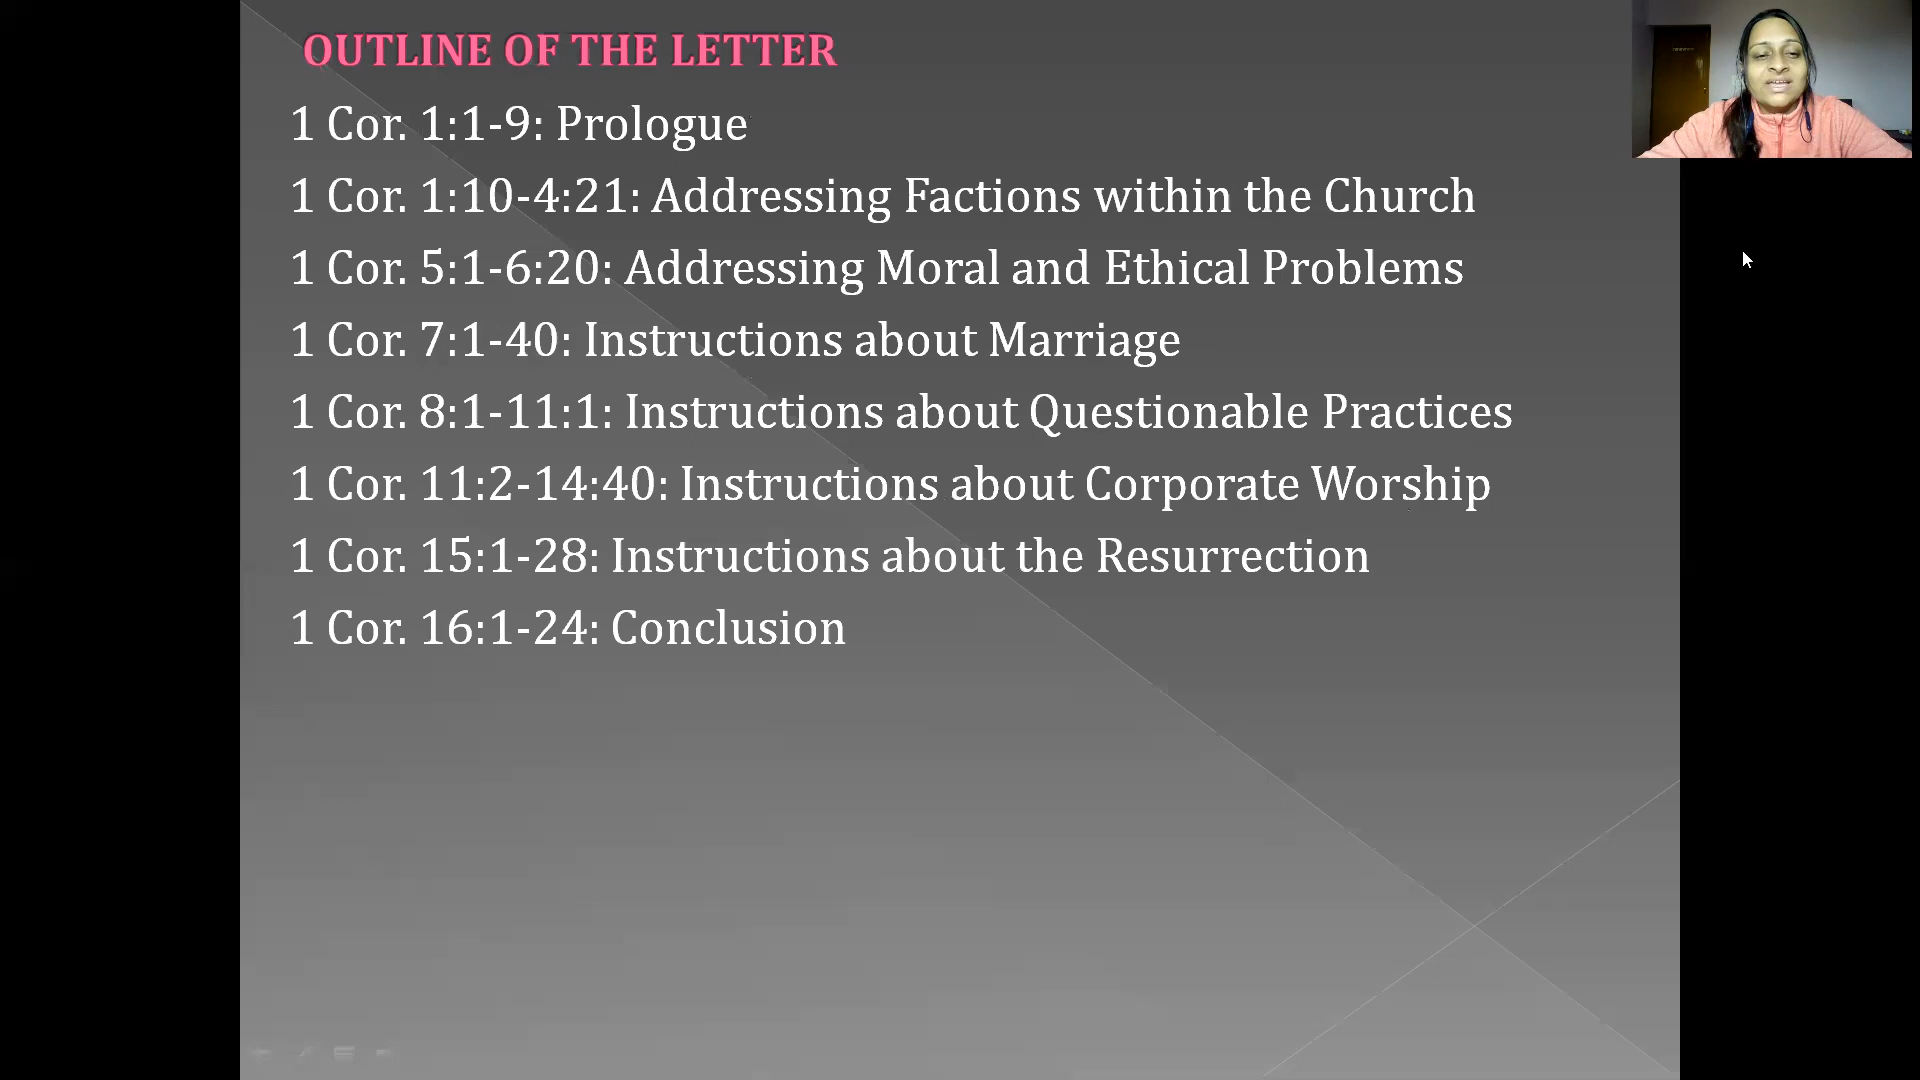 OUTLINE OF THE LETTER
1 Cor. 1:1-9: Prologue
1 Cor. 1:10-4:21: Addressing Factions within the Church
1 Cor. 5:1-6:20: Addressing Moral and Ethical Problems
1 Cor. 7:1-40: Instructions about Marriage
1 Cor. 8:1-11:1: Instructions about Questionable Practices
1 Cor. 11:2-14:40: Instructions about Corporate Worship
1 Cor. 15:1-28: Instructions about the Resurrection
1 Cor. 16:1-24: Conclusion